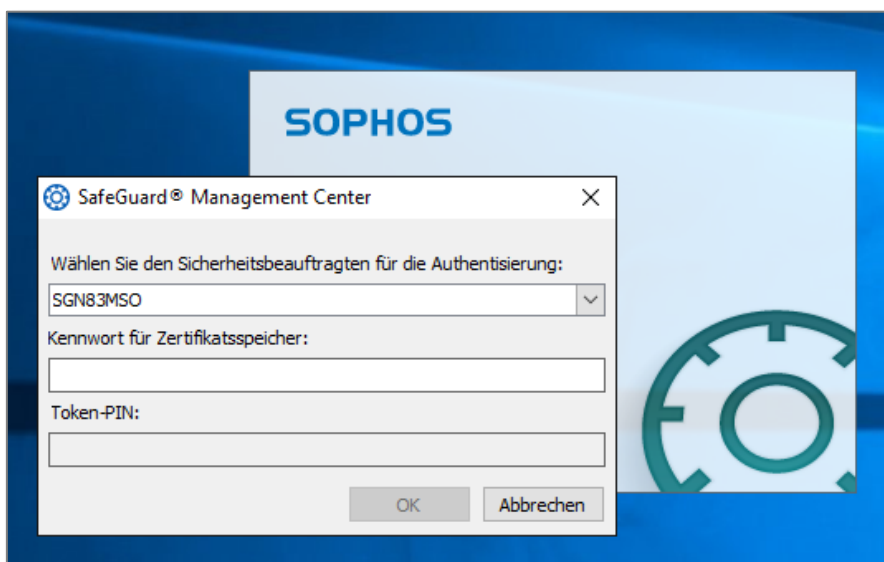 SOPHOS
SafeGuard® Management Center
Wählen Sie den Sicherheitsbeauftragten für die Authentisierung:
SGN83MSO
Kennwort für Zertifikatsspeicher:
Token-PIN:
OK Abbrechen